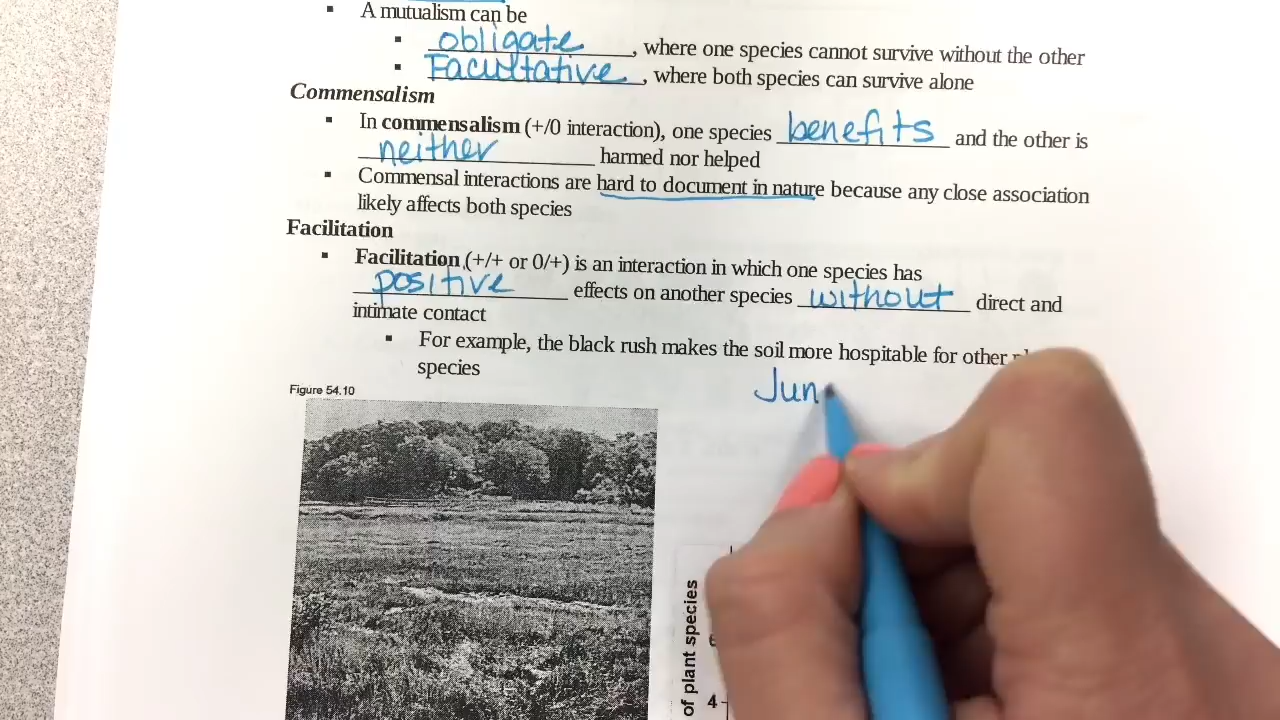 A mutualism can be
obligate, where one species cannot survive without the other
Facultative, where both species can survive alone
Commensalism
In commensalism (+/0 interaction), one species benefits and the other is
neither harmed nor helped
Commensal interactions are hard to document in nature because any close association
likely affects both species
Facilitation
Facilitation (+/+ or 0/+) is an interaction in which one species has
positive effects on another species without direct and
intimate contact
For example, the black rush makes the soil more hospitable for other
species
Jun
Figure 54.10
of plant species
4